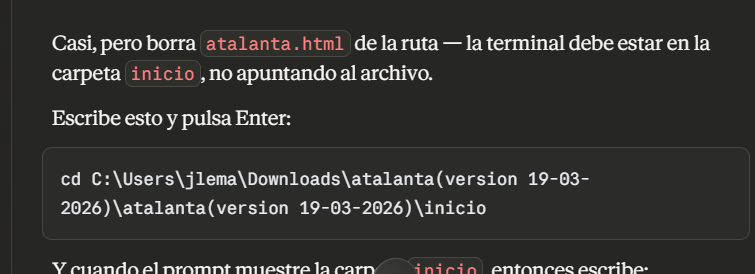 Casi, pero borra atalanta.html de la ruta — la terminal debe estar en la
carpeta inicio, no apuntando al archivo.
Escribe esto y pulsa Enter:
cd C:\Users\jlema\Downloads\atalanta(version 19-03-
2026)\atalanta(version 19-03-2026)\inicio
Y cuando el prompt muestre la carp inicio, entonces escribe: